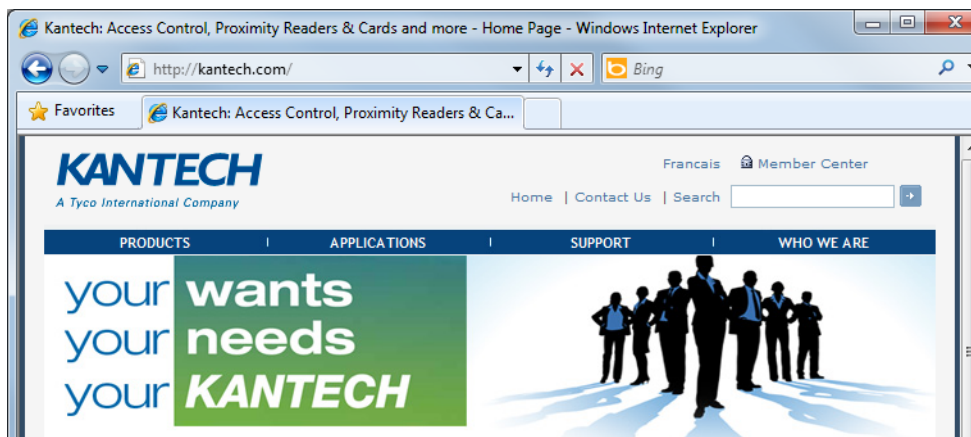 Kantech: Access Control, Proximity Readers & Cards and more - Home Page - Windows Internet Explorer
http://kantech.com/
Bing
Favorites
Kantech: Access Control, Proximity Readers & Ca...
KANTECH
A Tyco International Company
Francais Member Center
Home | Contact Us | Search
PRODUCTS | APPLICATIONS | SUPPORT | WHO WE ARE
your wants
your needs
your KANTECH